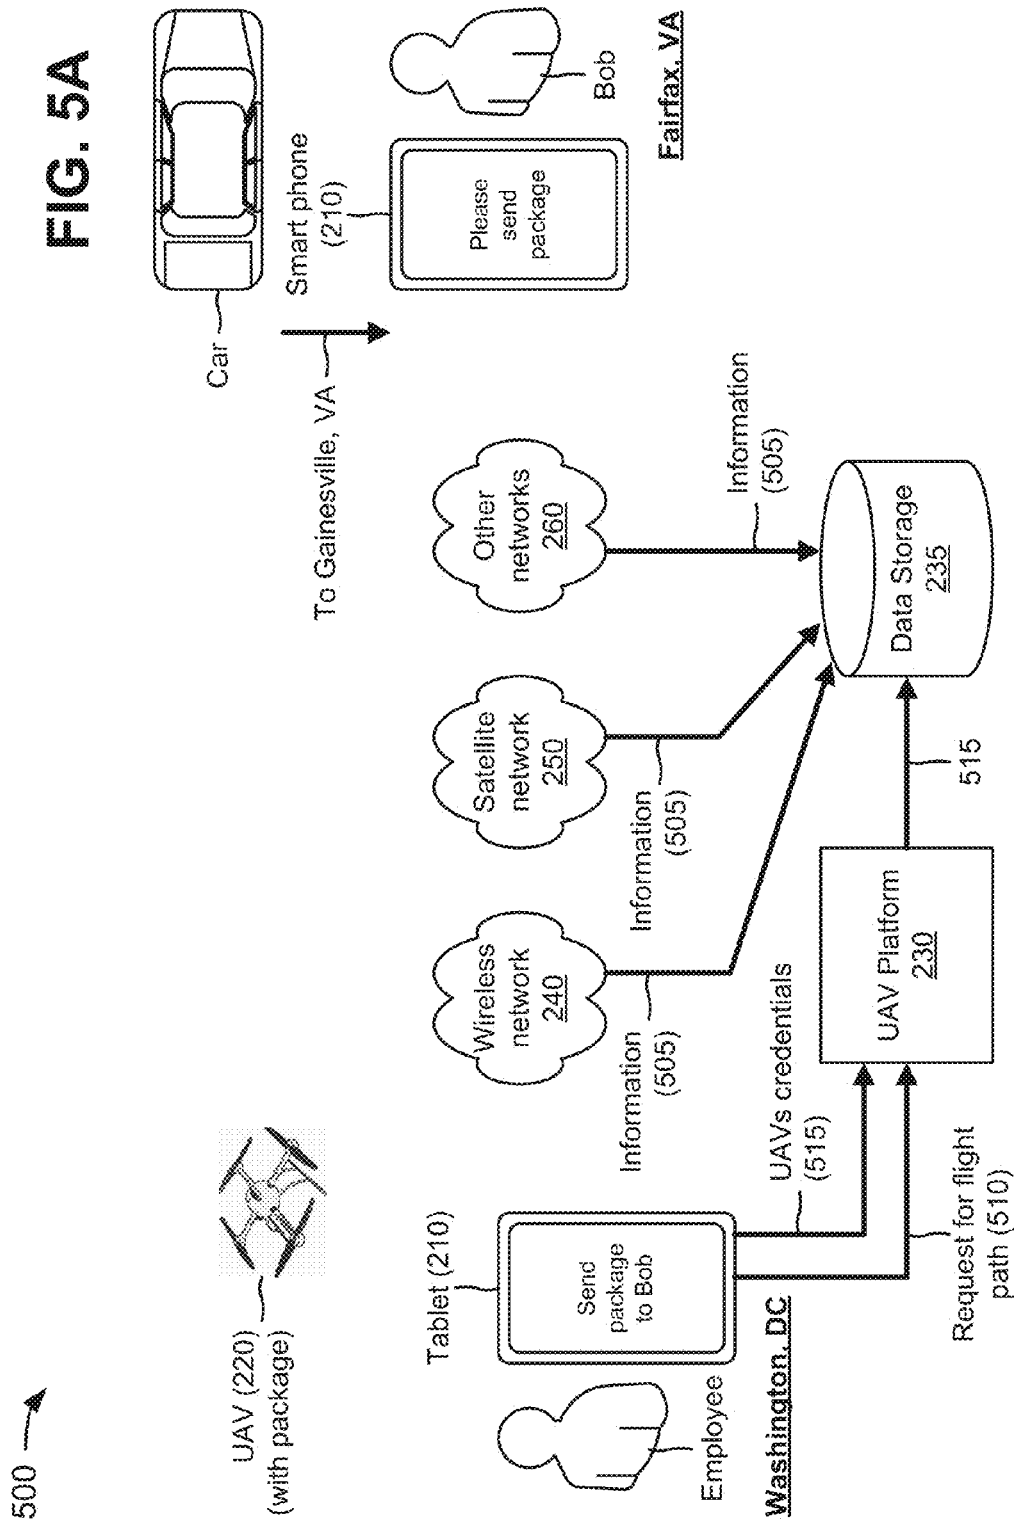 FIG. 5A
500
UAV (220)
(with package)
Car
To Gainesville, VA
Smart phone
(210)
Please
send
package
Bob
Fairfax, VA
Tablet (210)
Send
package
to Bob
Employee
Washington, DC
Wireless
network
240
Satellite
network
250
Other
networks
260
Information
(505)
Information
(505)
Information
(505)
UAVs credentials
(515)
Request for flight
path (510)
UAV Platform
230
515
Data Storage
235